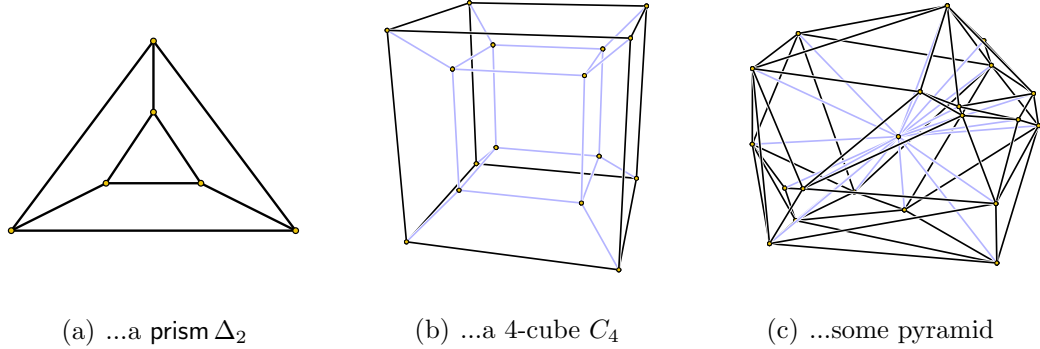 (a) ...a prism Δ₂
(b) ...a 4-cube C₄
(c) ...some pyramid